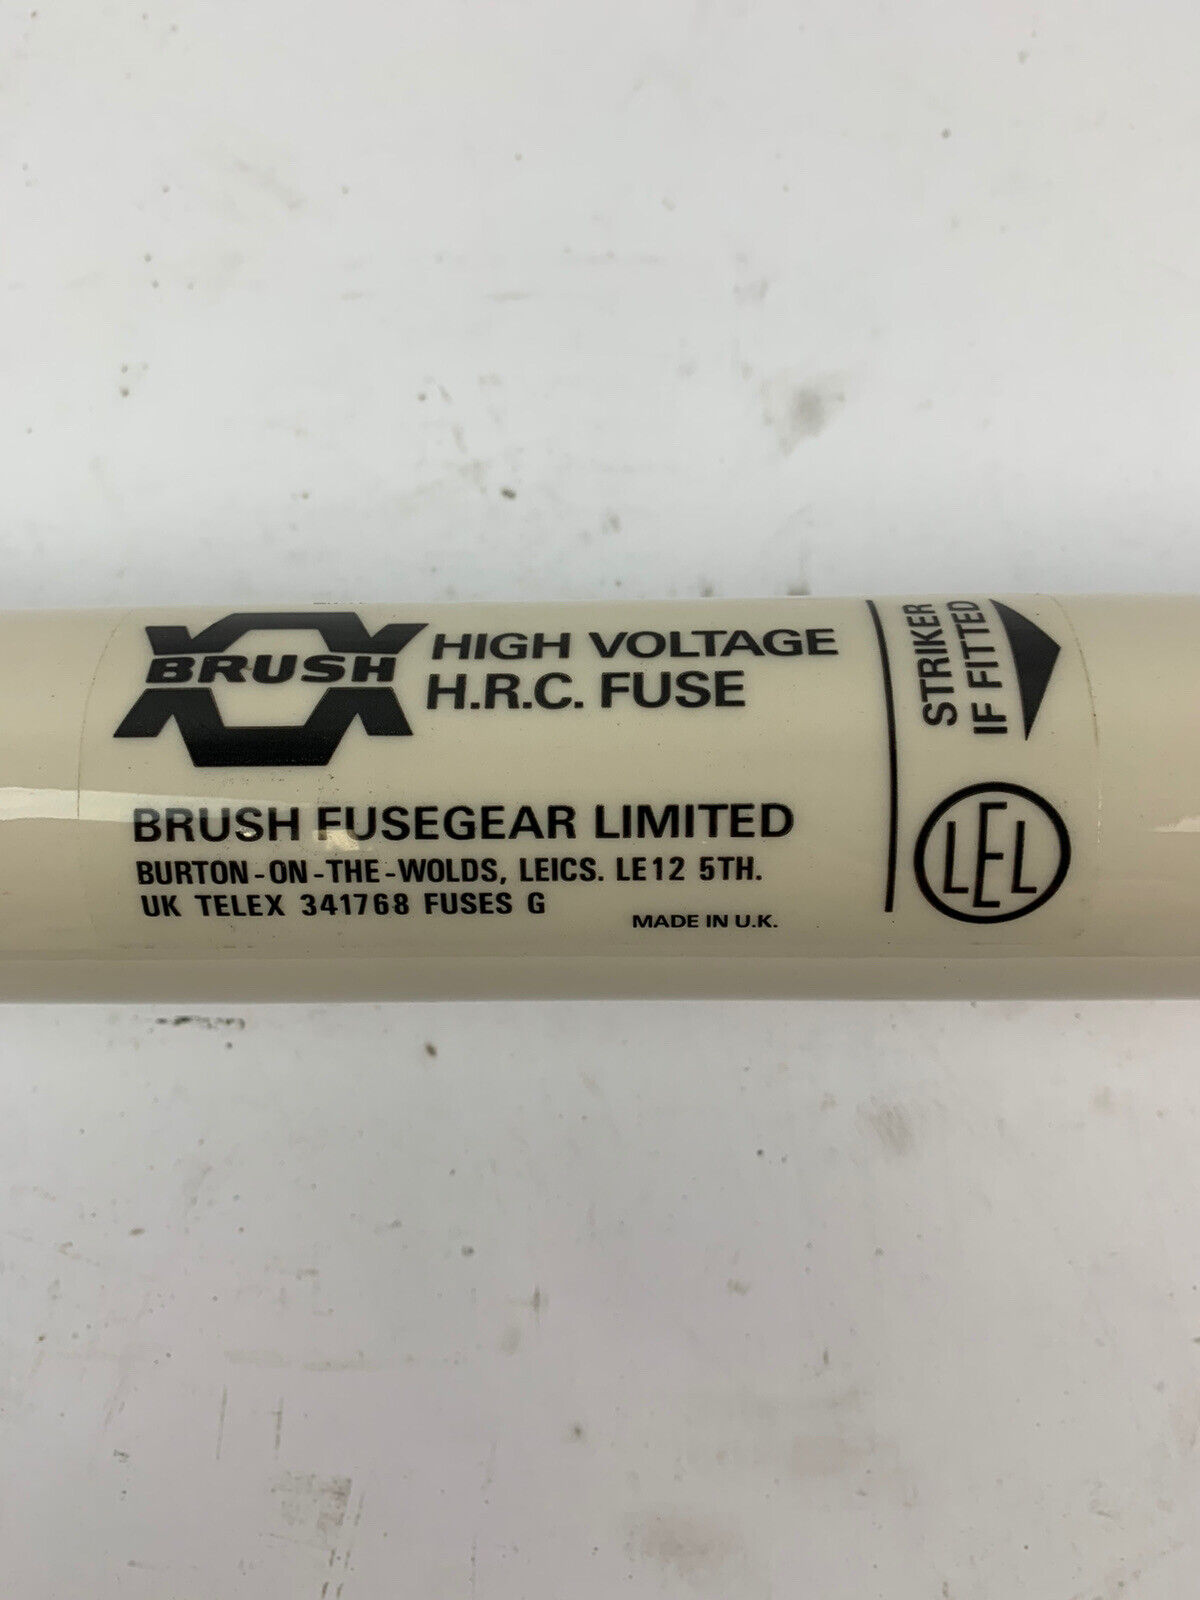 BRUSH
HIGH VOLTAGE
H.R.C. FUSE
BRUSH FUSEGEAR LIMITED
BURTON-ON-THE-WOLDS, LEICS. LE12 5TH.
UK TELEX 341768 FUSES G
MADE IN U.K.
STRIKER
IF FITTED
LEL